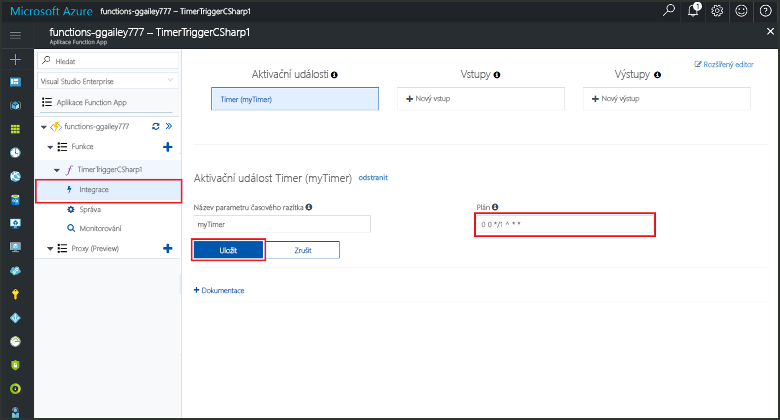 Microsoft Azure functions-ggailey777 – TimerTriggerCSharp1
1
functions-ggailey777 – TimerTriggerCSharp1
Aplikace Function App
Hledat
Visual Studio Enterprise
Aplikace Function App
functions-ggailey777
Funkce
TimerTriggerCSharp1
Integrace
Správa
Monitorování
Proxy (Preview)
Rozšířený editor
Aktivační události
Vstupy
Výstupy
Timer (myTimer)
+ Nový vstup
+ Nový výstup
Aktivační událost Timer (myTimer) odstranit
Název parametru časového razítka
Plán
myTimer
0 0 */1 * * *
Uložit
Zrušit
+ Dokumentace